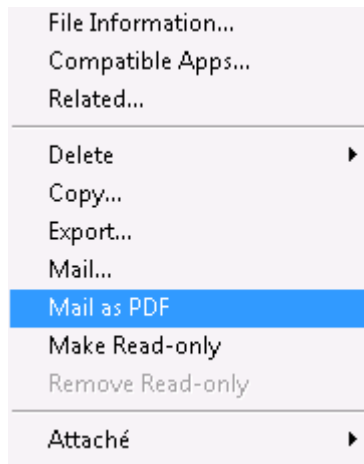 File Information...
Compatible Apps...
Related...
Delete
Copy...
Export...
Mail...
Mail as PDF
Make Read-only
Remove Read-only
Attaché